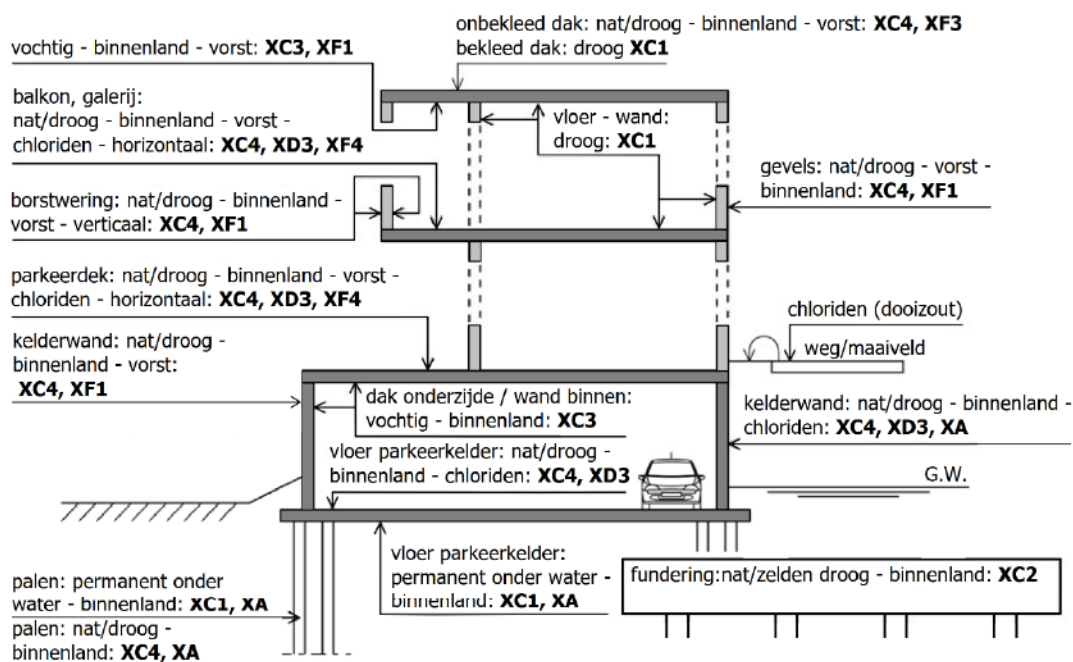 onbekleed dak: nat/droog - binnenland - vorst: XC4, XF3
bekleed dak: droog XC1
vochtig - binnenland - vorst: XC3, XF1
balkon, galerij:
nat/droog - binnenland - vorst -
chloriden - horizontaal: XC4, XD3, XF4
vloer - wand:
droog: XC1
gevels: nat/droog - vorst -
binnenland: XC4, XF1
borstwering: nat/droog - binnenland -
vorst - verticaal: XC4, XF1
parkeerdek: nat/droog - binnenland - vorst -
chloriden - horizontaal: XC4, XD3, XF4
chloriden (dooizout)
weg/maaiveld
kelderwand: nat/droog -
binnenland - vorst:
XC4, XF1
dak onderzijde / wand binnen:
vochtig - binnenland: XC3
kelderwand: nat/droog - binnenland -
chloriden: XC4, XD3, XA
vloer parkeerkelder: nat/droog -
binnenland - chloriden: XC4, XD3
G.W.
vloer parkeerkelder:
permanent onder water -
binnenland: XC1, XA
fundering:nat/zelden droog - binnenland: XC2
palen: permanent onder
water - binnenland: XC1, XA
palen: nat/droog -
binnenland: XC4, XA